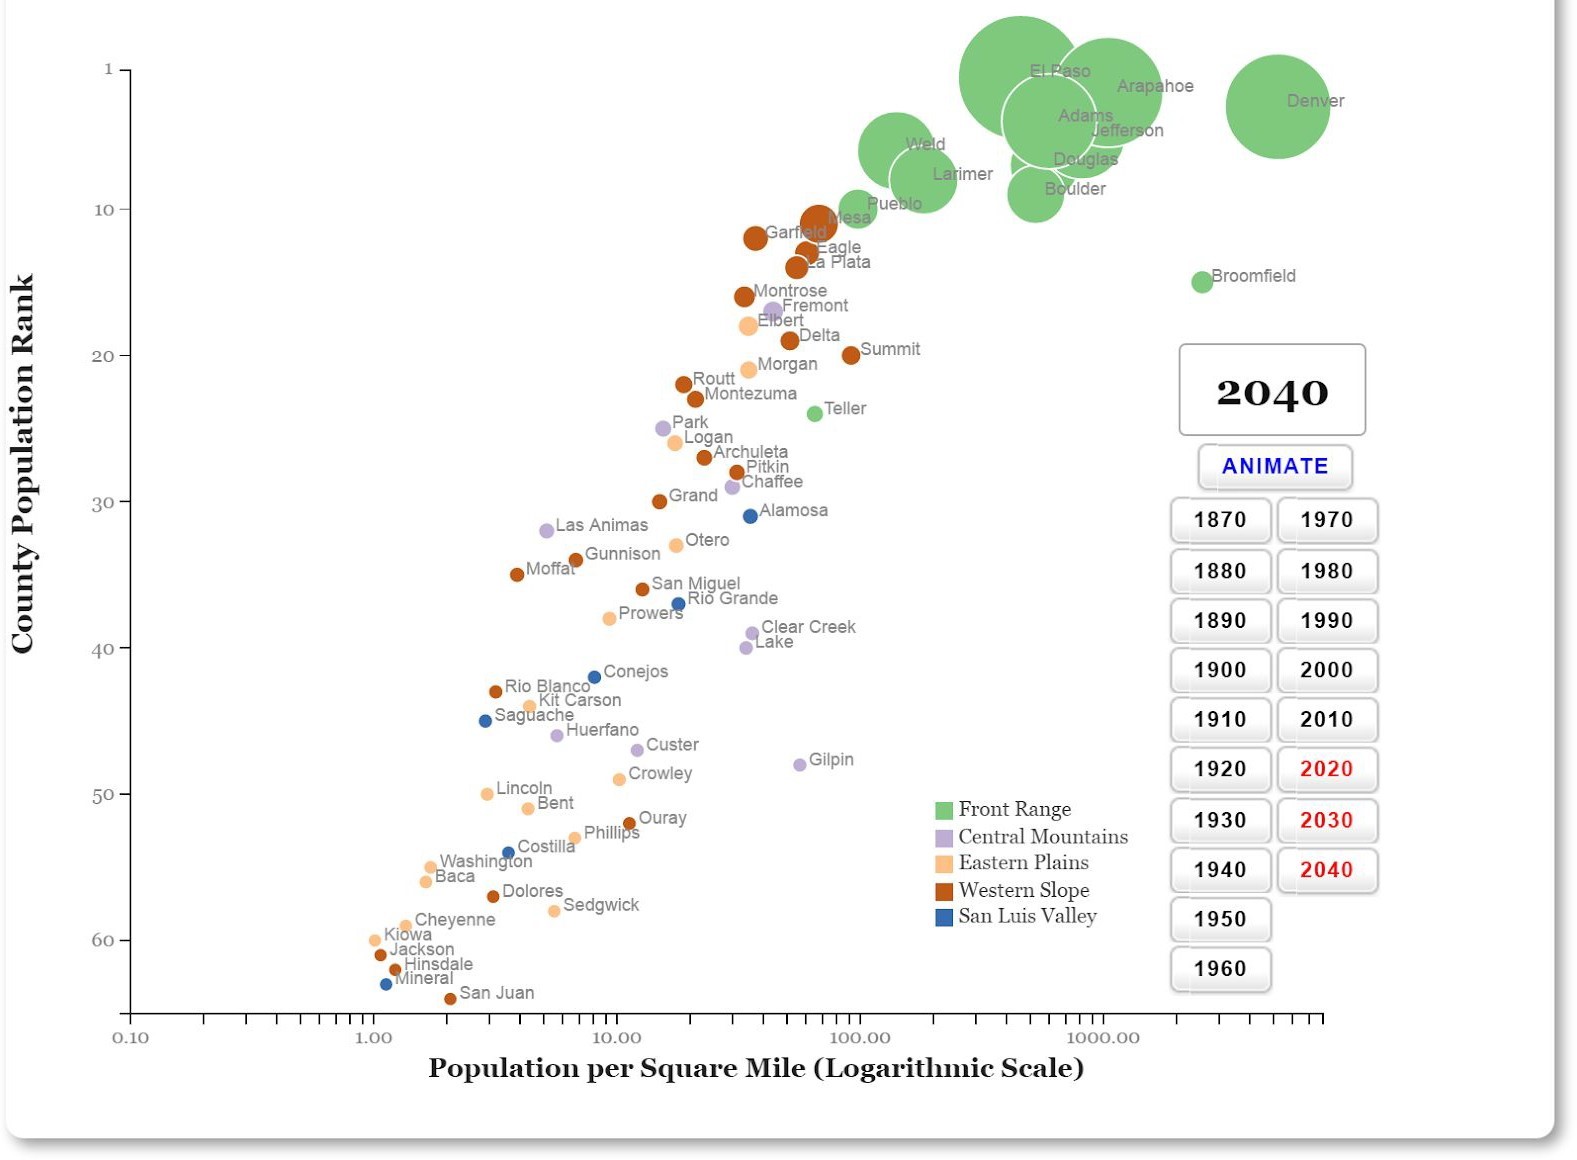 1
El Paso
Arapahoe
Denver
Adams
Jefferson
Weld
Douglas
Larimer
Boulder
Pueblo
10
Mesa
Garfield
Eagle
La Plata
Broomfield
Montrose
Fremont
Elbert
Delta
Summit
20
Morgan
Routt
Montezuma
Teller
Park
Logan
Archuleta
Pitkin
Chaffee
Grand
30
Alamosa
Las Animas
Otero
Gunnison
Moffat
San Miguel
Rio Grande
Prowers
Clear Creek
Lake
40
Conejos
Rio Blanco
Kit Carson
Saguache
Huerfano
Custer
Gilpin
Crowley
Lincoln
50
Bent
Ouray
Phillips
Costilla
Washington
Baca
Dolores
Sedgwick
Cheyenne
Kiowa
60
Jackson
Hinsdale
Mineral
San Juan
County Population Rank
0.10 1.00 10.00 100.00 1000.00
Population per Square Mile (Logarithmic Scale)
Front Range
Central Mountains
Eastern Plains
Western Slope
San Luis Valley
2040
ANIMATE
1870 1970
1880 1980
1890 1990
1900 2000
1910 2010
1920 2020
1930 2030
1940 2040
1950
1960